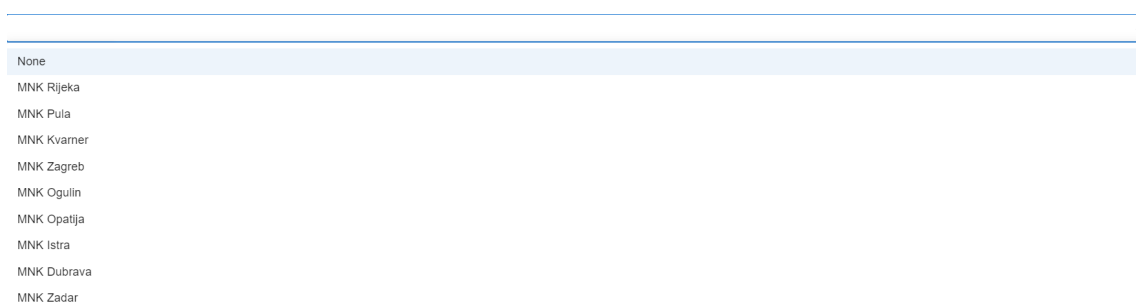 None
MNK Rijeka
MNK Pula
MNK Kvarner
MNK Zagreb
MNK Ogulin
MNK Opatija
MNK Istra
MNK Dubrava
MNK Zadar